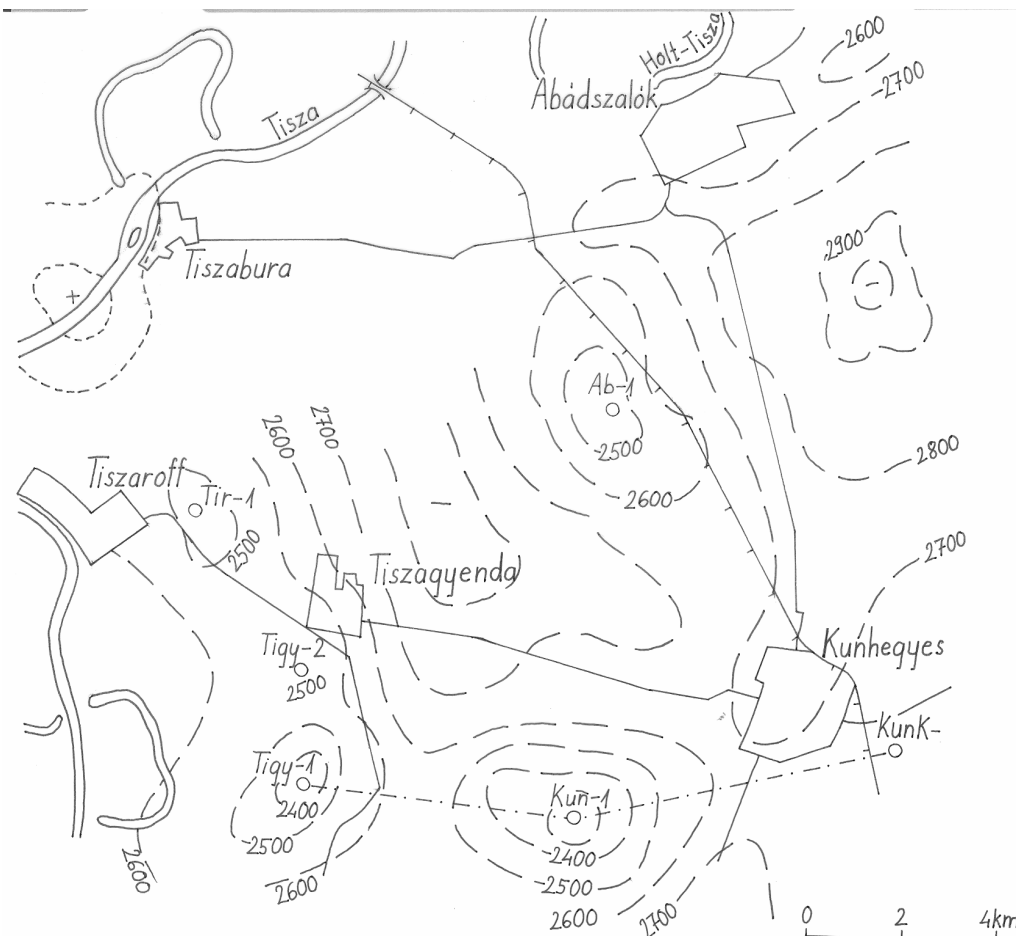 2600
Holt-Tisza
-2700
Abádszalók
Tisza
2900
Tiszabura
Ab-1
-2500
2600
2700
2800
2600
Tiszaroff
Tir-1
2500
2700
Tiszagyenda
Kunhegyes
Tigy-2
2500
KunK-
Tigy-1
2400
Kun-1
-2500
-2400
2600
-2500
2600
2600
2700
0 2 4km